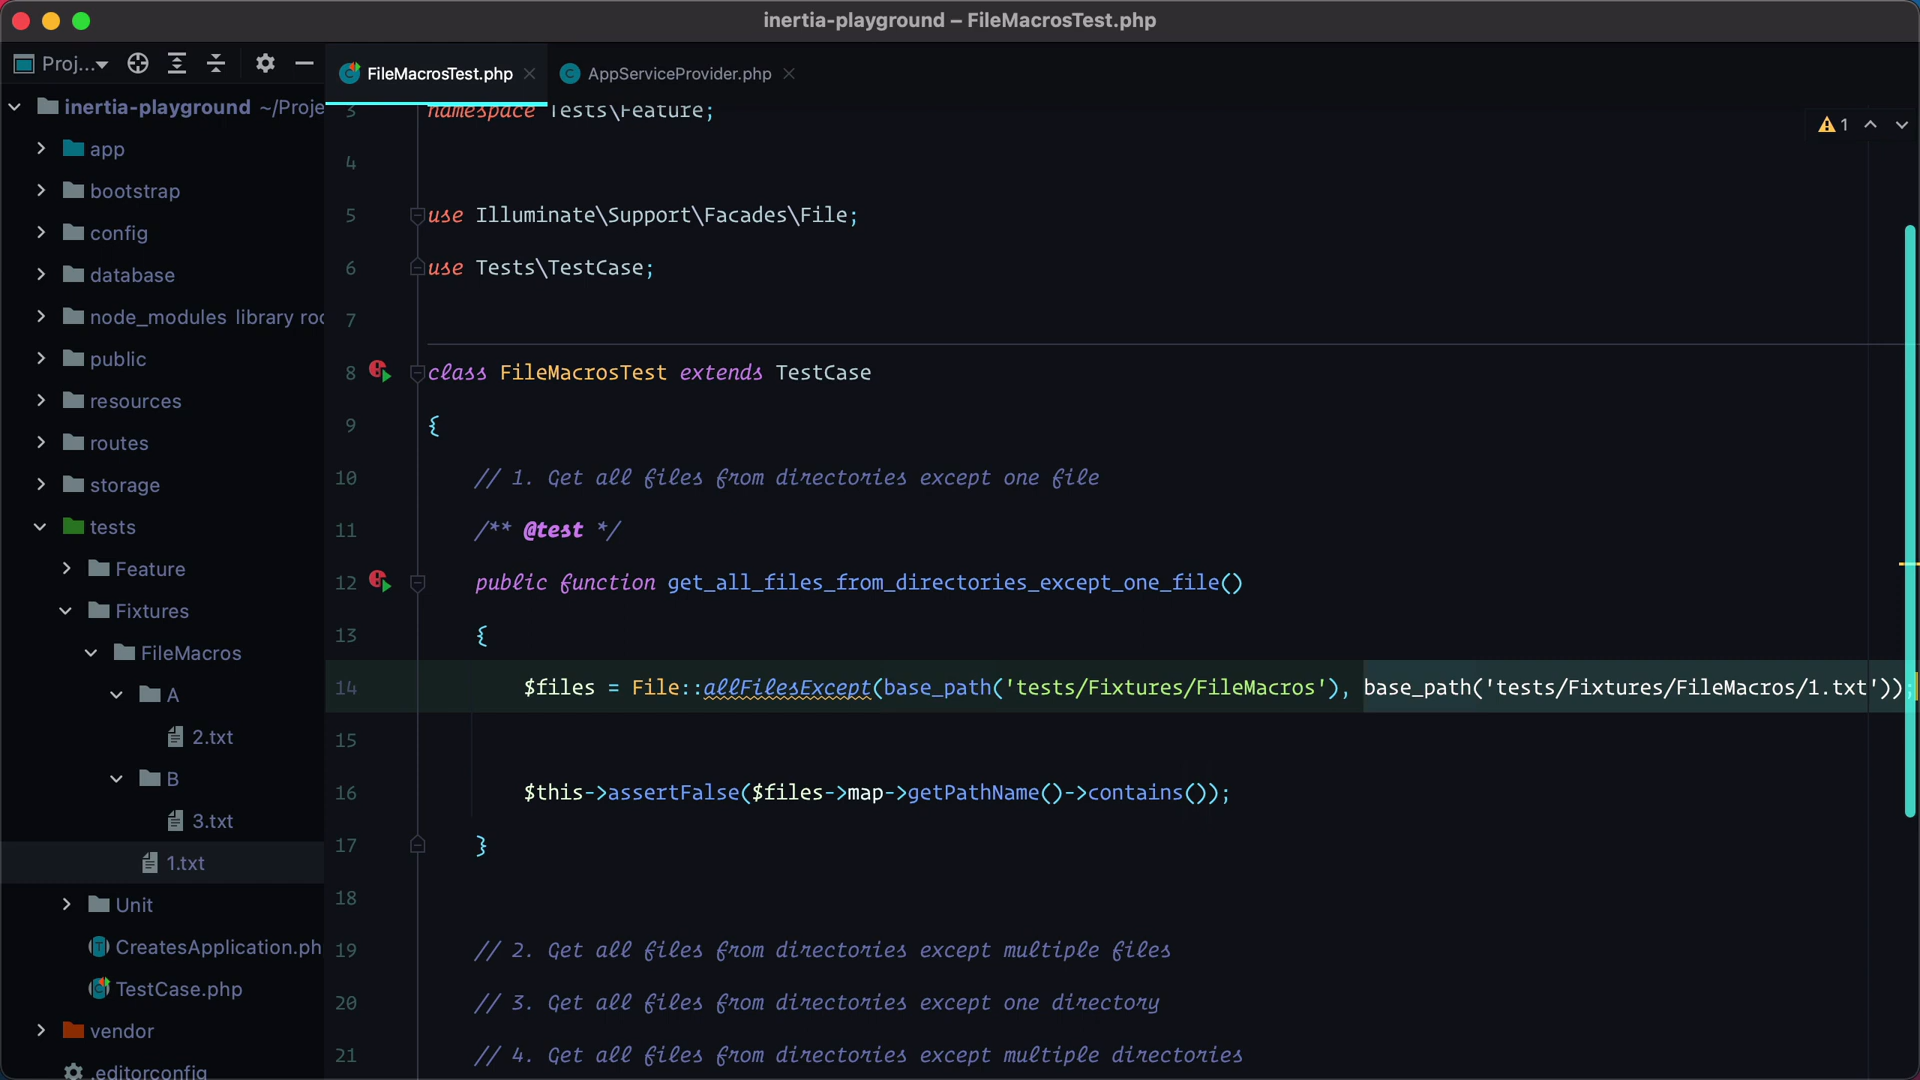 inertia-playground – FileMacrosTest.php
Proj...
FileMacrosTest.php
AppServiceProvider.php
inertia-playground ~/Proje
app
bootstrap
config
database
node_modules library roo
public
resources
routes
storage
tests
Feature
Fixtures
FileMacros
A
2.txt
B
3.txt
1.txt
Unit
CreatesApplication.ph
TestCase.php
vendor
.editorconfig
1
3 namespace Tests\Feature;
4
5 use Illuminate\Support\Facades\File;
6 use Tests\TestCase;
7
8 class FileMacrosTest extends TestCase
9 {
10 // 1. Get all files from directories except one file
11 /** @test */
12 public function get_all_files_from_directories_except_one_file()
13 {
14 $files = File::allFilesExcept(base_path('tests/Fixtures/FileMacros'), base_path('tests/Fixtures/FileMacros/1.txt'));
15
16 $this->assertFalse($files->map->getPathName()->contains());
17 }
18
19 // 2. Get all files from directories except multiple files
20 // 3. Get all files from directories except one directory
21 // 4. Get all files from directories except multiple directories